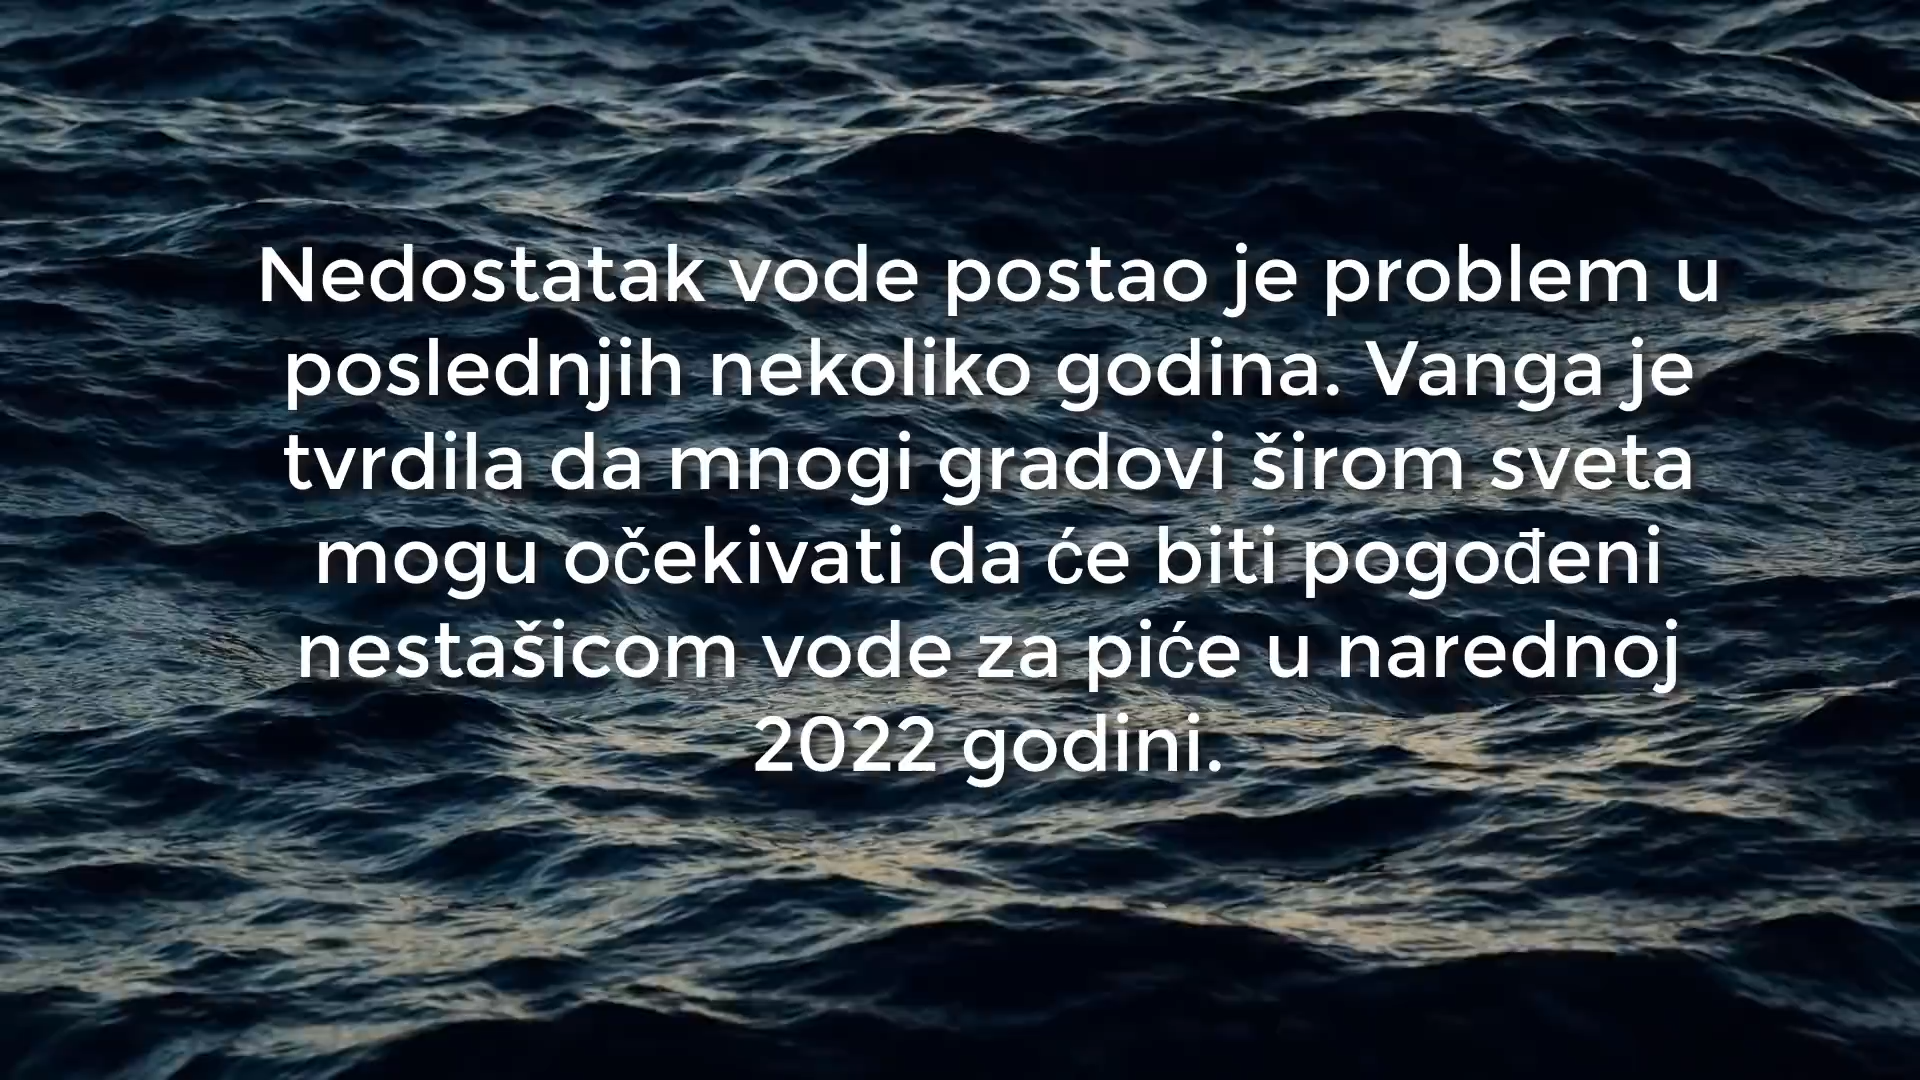 Nedostatak vode postao je problem u
poslednjih nekoliko godina. Vanga je
tvrdila da mnogi gradovi širom sveta
mogu očekivati da će biti pogođeni
nestašicom vode za piće u narednoj
2022 godini.